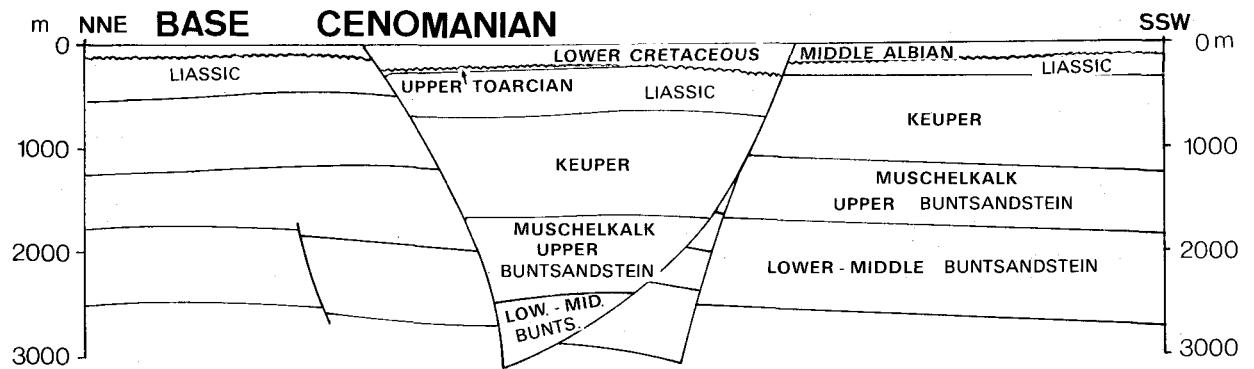 m NNE BASE CENOMANIAN SSW
0 LOWER CRETACEOUS MIDDLE ALBIAN 0 m
LIASSIC UPPER TOARCIAN LIASSIC LIASSIC
KEUPER
1000 KEUPER 1000
MUSCHELKALK
UPPER BUNTSANDSTEIN
MUSCHELKALK
UPPER
BUNTSANDSTEIN
2000 LOWER - MIDDLE BUNTSANDSTEIN 2000
LOW. - MID.
BUNTS.
3000 3000